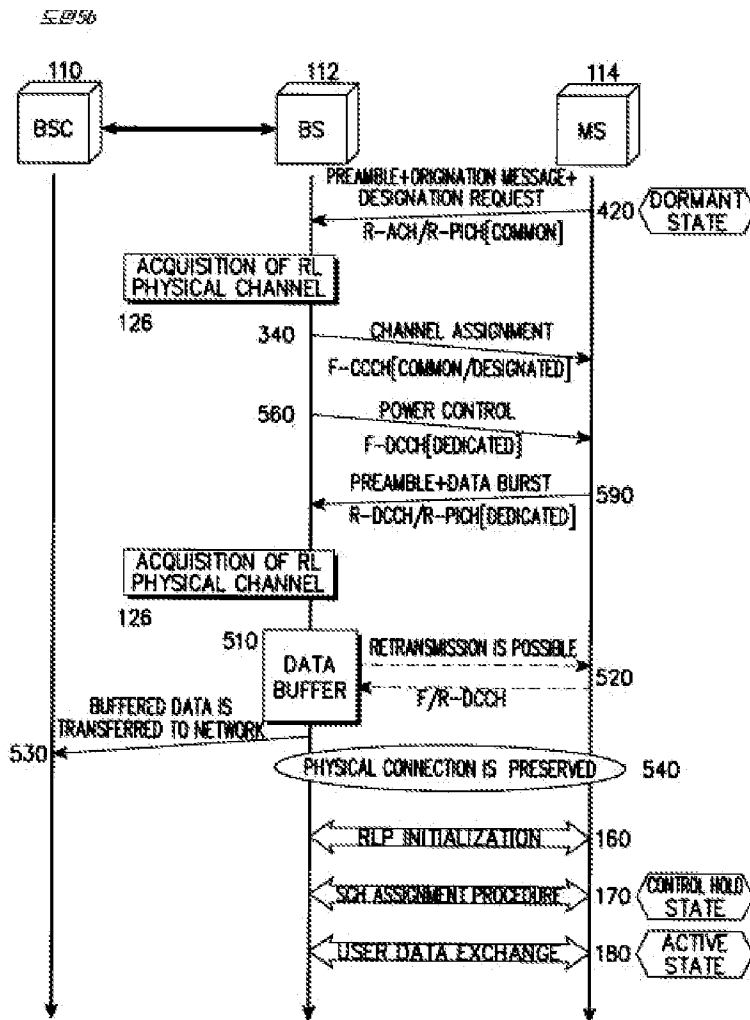 도면5b
110
112
114
BSC
BS
MS
PREAMBLE+ORIGINATION MESSAGE+
DESIGNATION REQUEST
420
DORMANT
STATE
R-ACH/R-PICH[COMMON]
ACQUISITION OF RL
PHYSICAL CHANNEL
126
340
CHANNEL ASSIGNMENT
F-CCCH[COMMON/DESIGNATED]
560
POWER CONTROL
F-DCCH[DEDICATED]
PREAMBLE+DATA BURST
590
R-DCCH/R-PICH[DEDICATED]
ACQUISITION OF RL
PHYSICAL CHANNEL
126
510
DATA
BUFFER
RETRANSMISSION IS POSSIBLE
520
F/R-DCCH
BUFFERED DATA IS
TRANSFERRED TO NETWORK
530
PHYSICAL CONNECTION IS PRESERVED
540
RLP INITIALIZATION
160
SCH ASSIGNMENT PROCEDURE
170
CONTROL HOLD
STATE
USER DATA EXCHANGE
180
ACTIVE
STATE